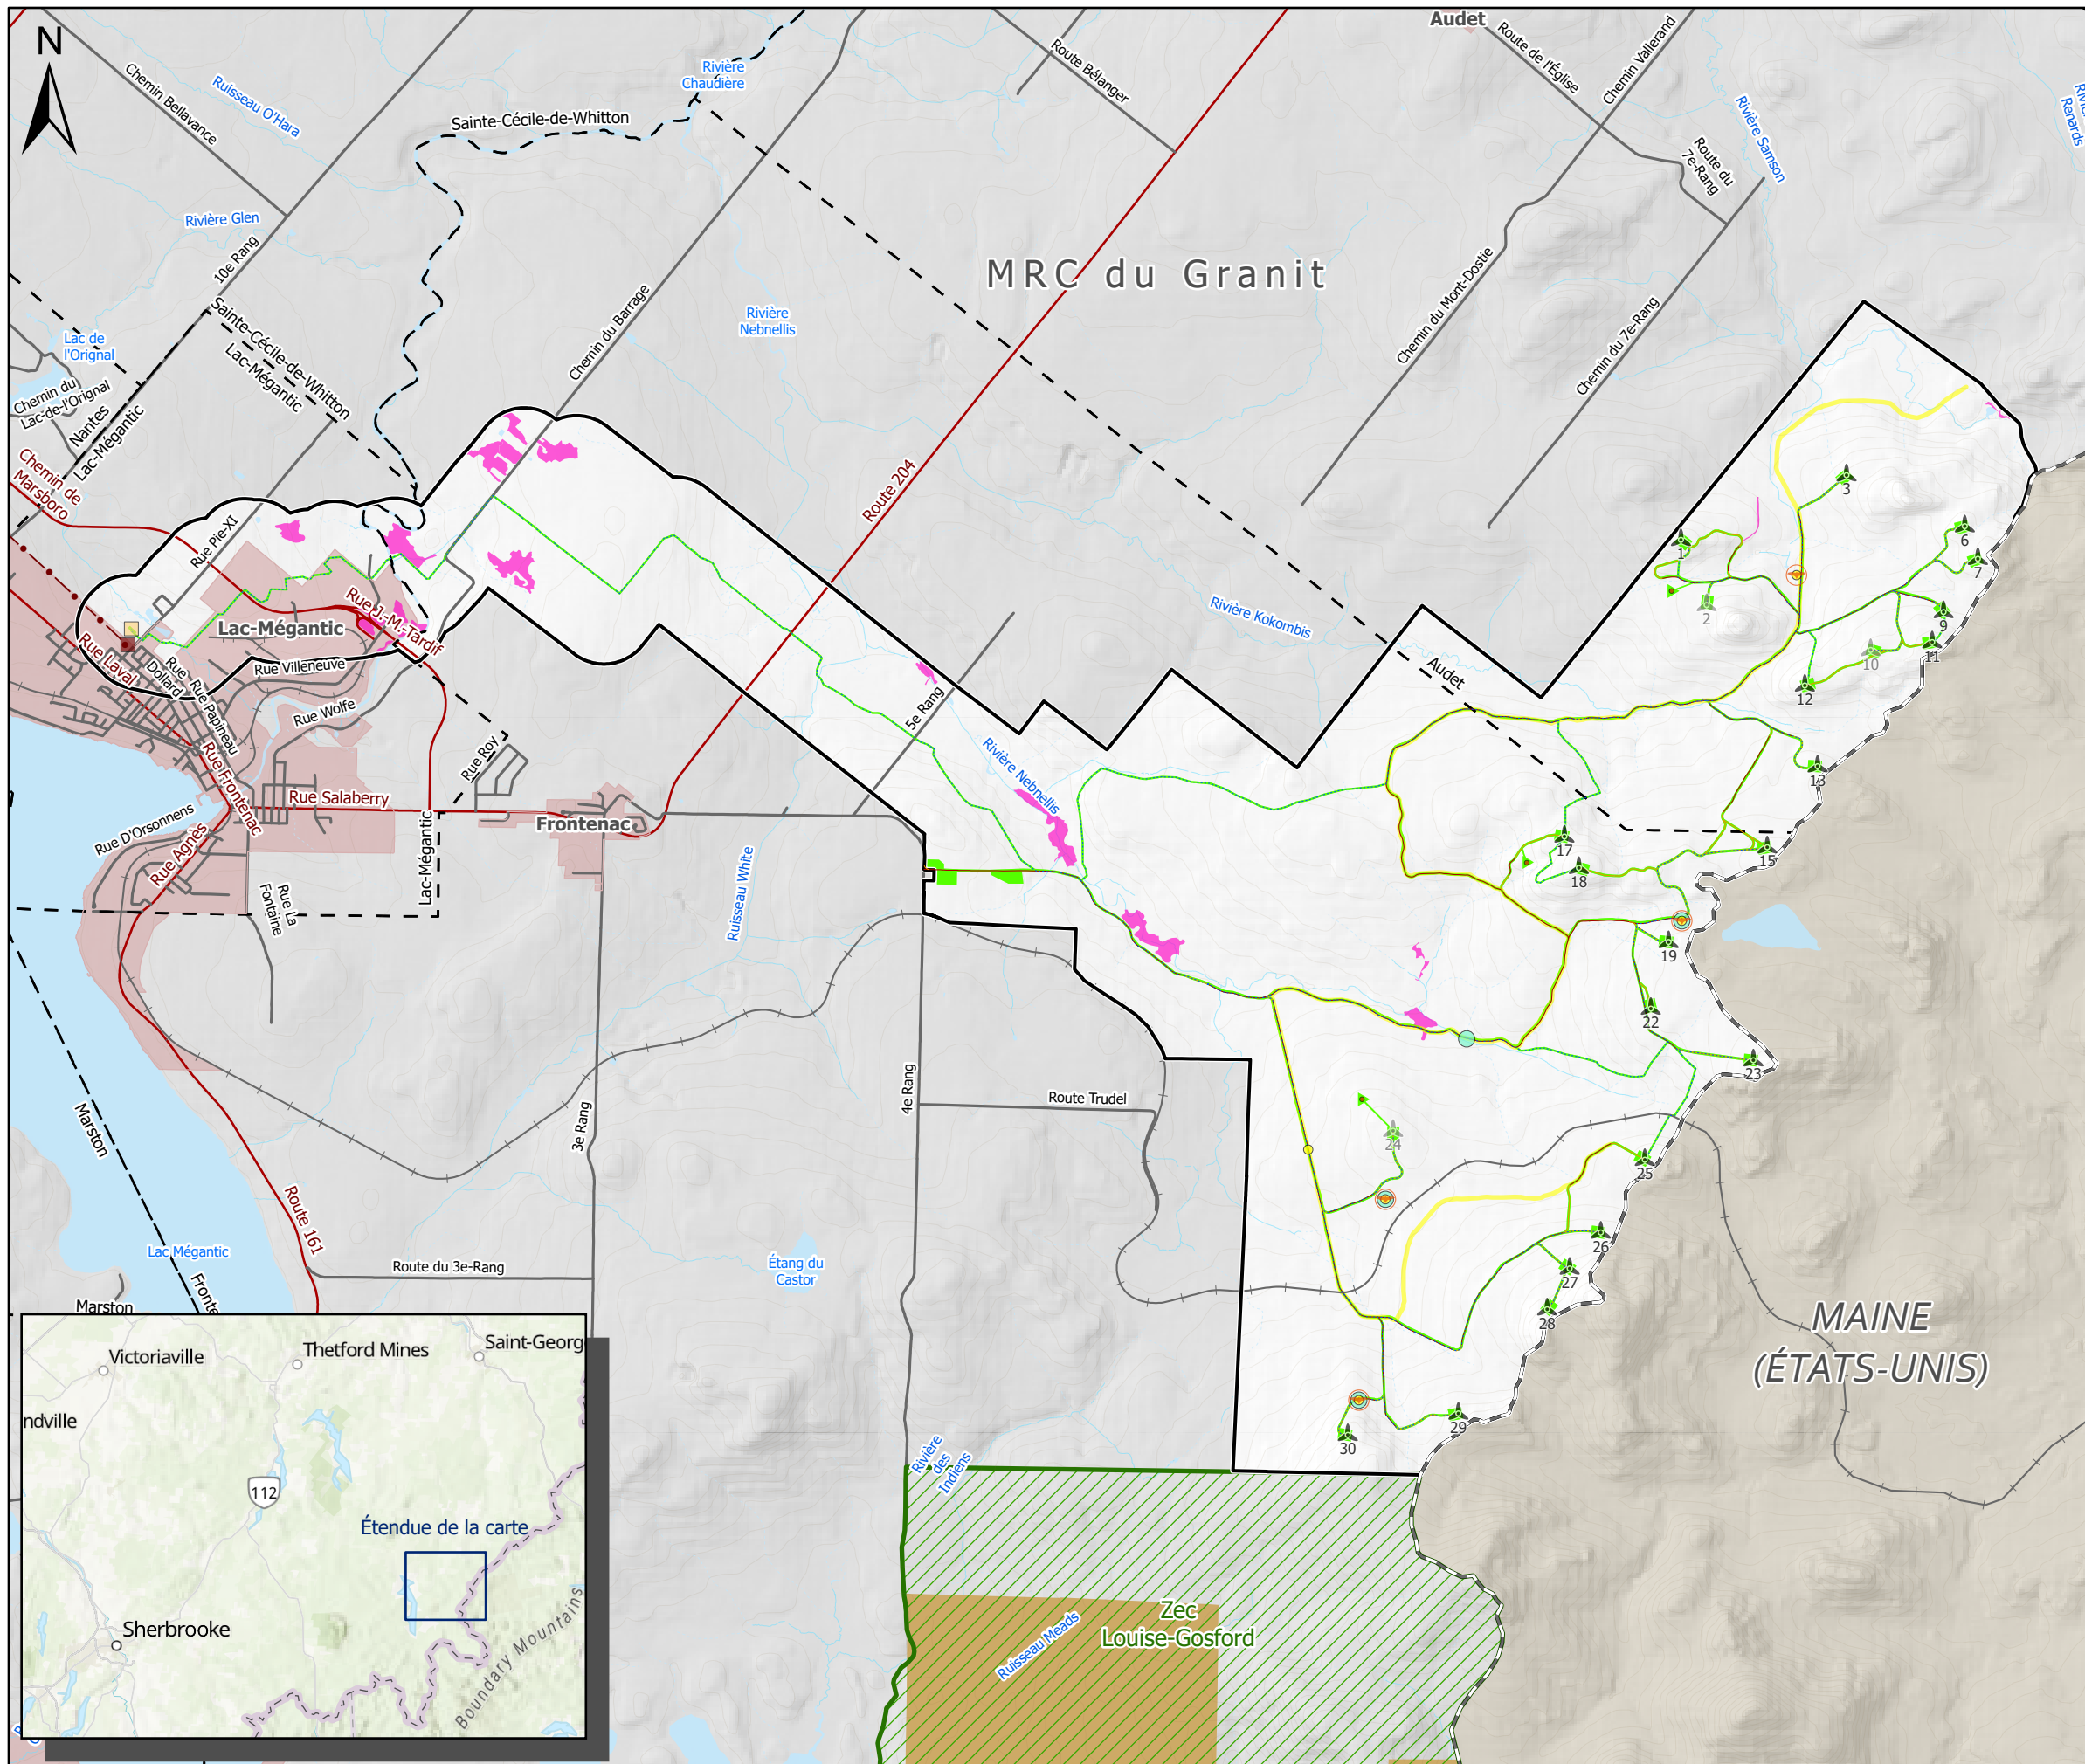 N
Audet
Route de l'Église
Chemin Vallerand
Route Bélanger
Rivière
Chaudière
Chemin Bellavance
Ruisseau O'Hara
Sainte-Cécile-de-Whitton
Rivière Samson
Renards
Route du
7e-Rang
Rivière Glen
10e Rang
MRC du Granit
Chemin du Mont-Dostie
Chemin du 7e-Rang
Chemin du Barrage
Rivière
Nebnellis
Sainte-Cécile-de-Whitton
Lac-Mégantic
Lac de
l'Orignal
Chemin du
Lac-de-l'Orignal
Nantes
Lac-Mégantic
Chemin de
Marsboro
Rue Pie-XI
Route 204
Rivière Kokombis
Audet
Rue J.-M.-Tardif
Lac-Mégantic
Rue Villeneuve
Rue Laval
Rue
Dollard
Rue Papineau
Rue Wolfe
Rue Frontenac
Rue Roy
Rue Salaberry
Frontenac
5e Rang
Rivière Nebnellis
Rue D'Orsonnens
Rue Agnès
Rue La
Fontaine
Lac-Mégantic
Ruisseau White
1
2
3
6
7
9
10
11
12
13
15
17
18
19
22
23
24
25
26
27
28
29
30
Marston
Route 161
3e Rang
4e Rang
Route Trudel
Lac Mégantic
Route du 3e-Rang
Étang du
Castor
Marston
MAINE
(ÉTATS-UNIS)
Rivière
des
Indiens
Zec
Louise-Gosford
Ruisseau Meads
Victoriaville
Thetford Mines
Saint-Georg
ndville
112
Étendue de la carte
Sherbrooke
Boundary Mountains